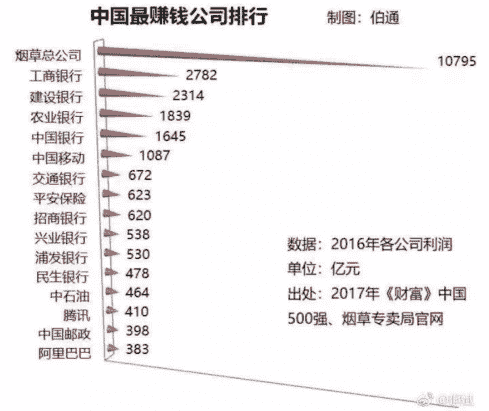 中国最赚钱公司排行
制图：伯通
烟草总公司 10795
工商银行 2782
建设银行 2314
农业银行 1839
中国银行 1645
中国移动 1087
交通银行 672
平安保险 623
招商银行 620
兴业银行 538
浦发银行 530
民生银行 478
中石油 464
腾讯 410
中国邮政 398
阿里巴巴 383
数据：2016年各公司利润
单位：亿元
出处：2017年《财富》中国
500强、烟草专卖局官网